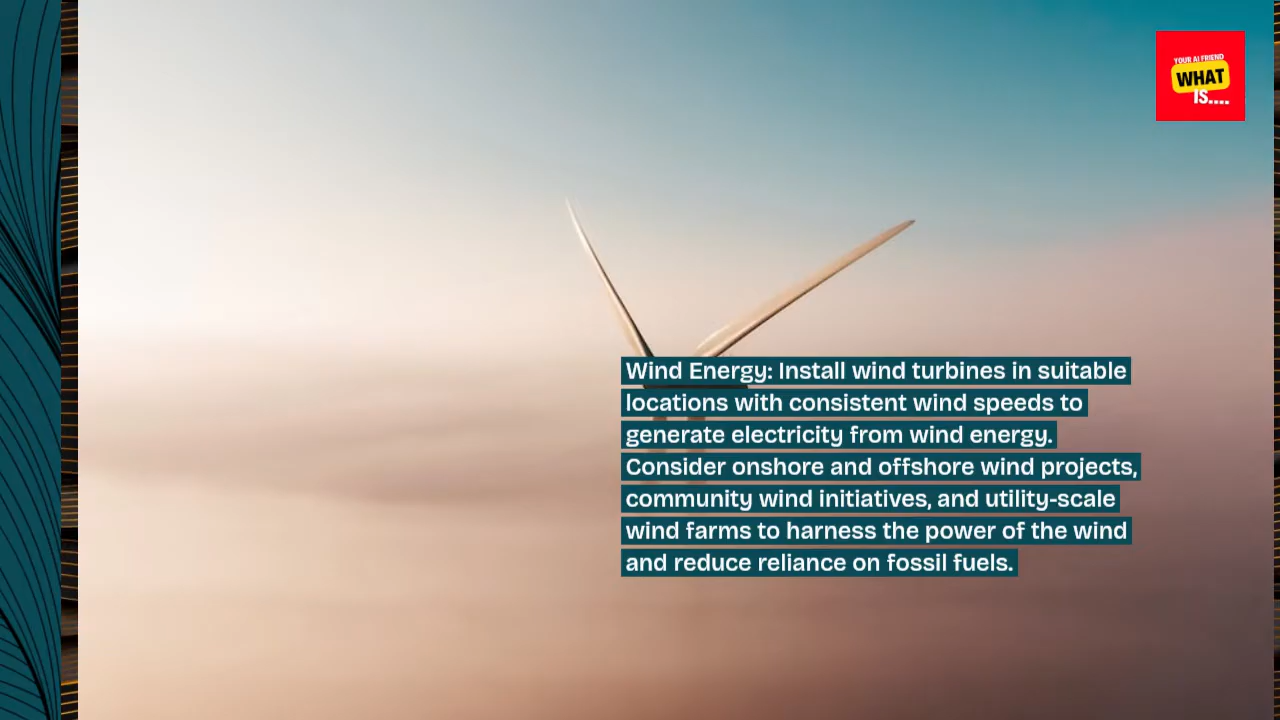 YOUR AI FRIEND
WHAT
IS....
Wind Energy: Install wind turbines in suitable
locations with consistent wind speeds to
generate electricity from wind energy.
Consider onshore and offshore wind projects,
community wind initiatives, and utility-scale
wind farms to harness the power of the wind
and reduce reliance on fossil fuels.